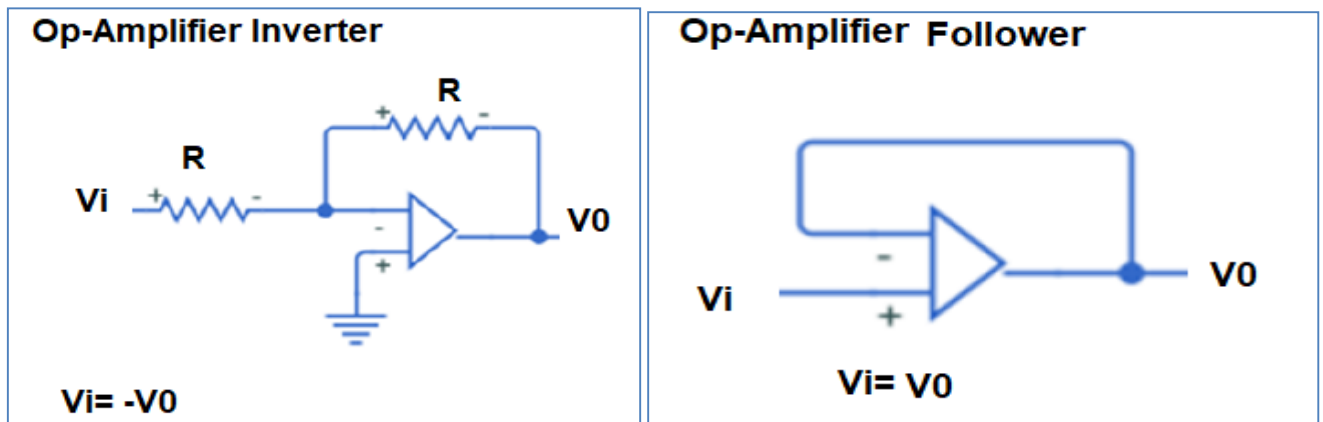 Op-Amplifier Inverter
R
+ -
R
Vi + -
- V0
+
Vi= -V0
Op-Amplifier Follower
-
V0
Vi
+
Vi= V0